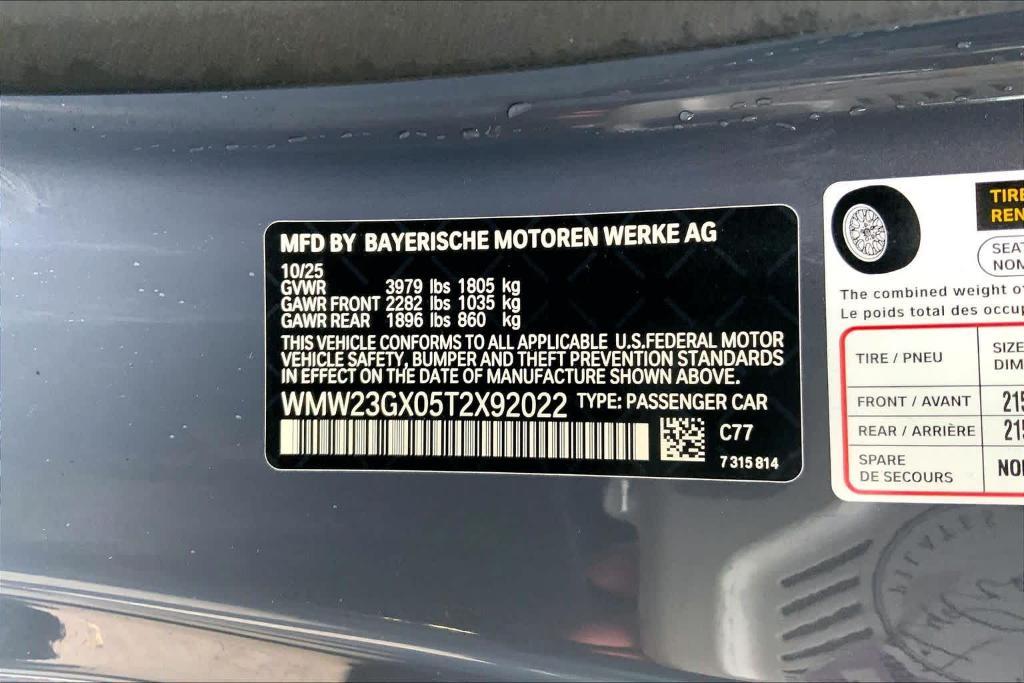 MFD BY BAYERISCHE MOTOREN WERKE AG
10/25
GVWR 3979 lbs 1805 kg
GAWR FRONT 2282 lbs 1035 kg
GAWR REAR 1896 lbs 860 kg
THIS VEHICLE CONFORMS TO ALL APPLICABLE U.S.FEDERAL MOTOR
VEHICLE SAFETY, BUMPER AND THEFT PREVENTION STANDARDS
IN EFFECT ON THE DATE OF MANUFACTURE SHOWN ABOVE.
WMW23GX05T2X92022 TYPE: PASSENGER CAR
C77
7 315 814
TIRE
The combined weight of
Le poids total des
TIRE / PNEU
FRONT / AVANT
REAR / ARRIÈRE
SPARE
DE SECOURS